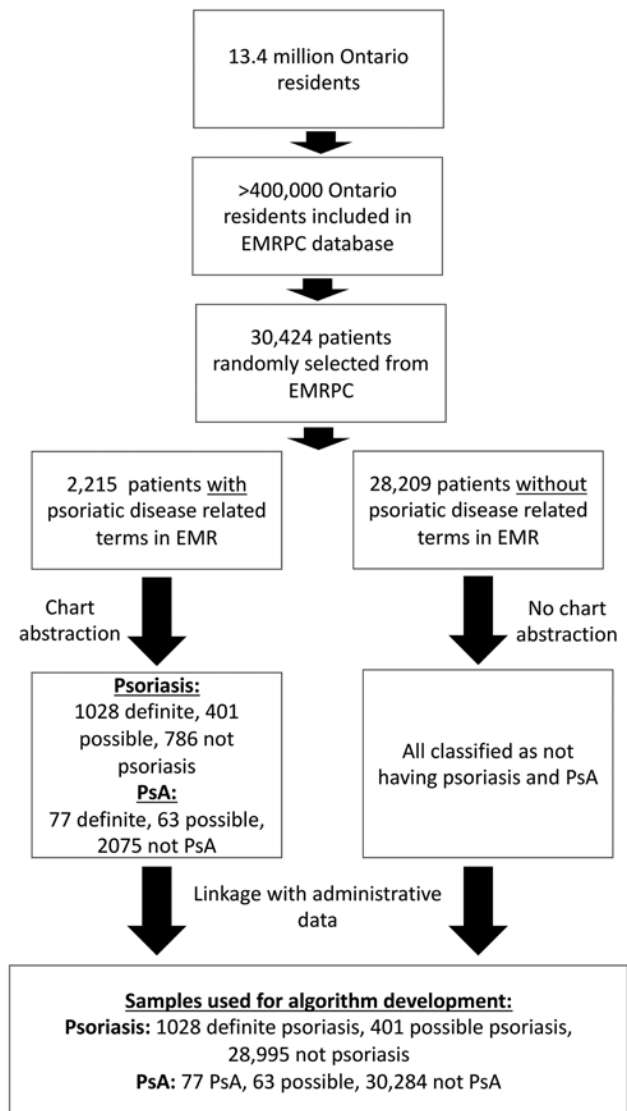 13.4 million Ontario
residents
>400,000 Ontario
residents included in
EMRPC database
30,424 patients
randomly selected from
EMRPC
2,215 patients with
psoriatic disease related
terms in EMR
28,209 patients without
psoriatic disease related
terms in EMR
Chart
abstraction
No chart
abstraction
Psoriasis:
1028 definite, 401
possible, 786 not
psoriasis
PsA:
77 definite, 63 possible,
2075 not PsA
All classified as not
having psoriasis and PsA
Linkage with administrative
data
Samples used for algorithm development:
Psoriasis: 1028 definite psoriasis, 401 possible psoriasis,
28,995 not psoriasis
PsA: 77 PsA, 63 possible, 30,284 not PsA